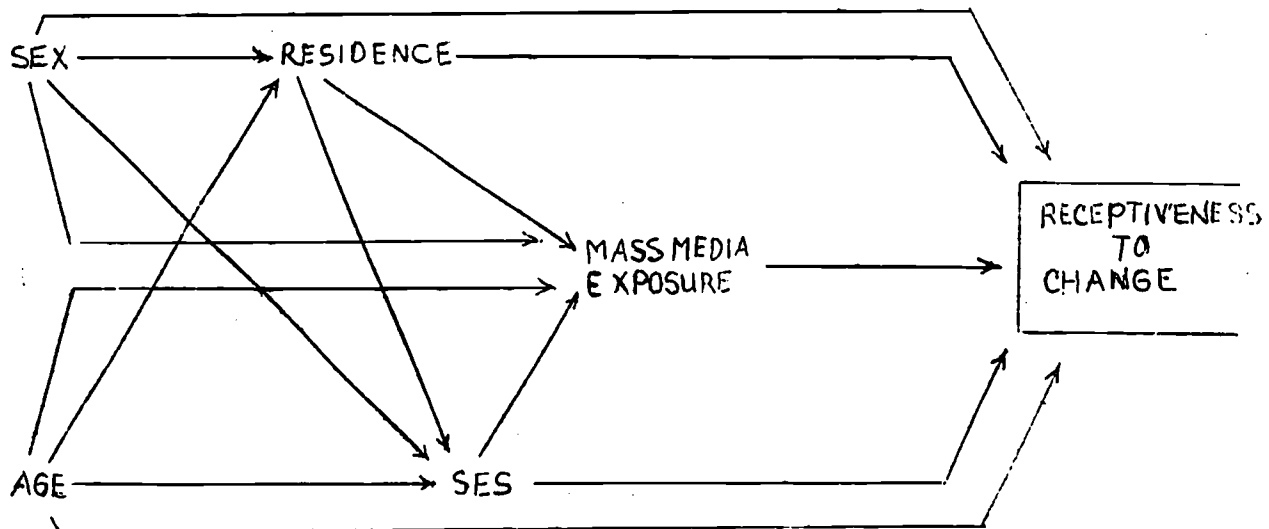 SEX
RESIDENCE
MASS MEDIA
EXPOSURE
RECEPTIVENESS
TO
CHANGE
AGE
SES